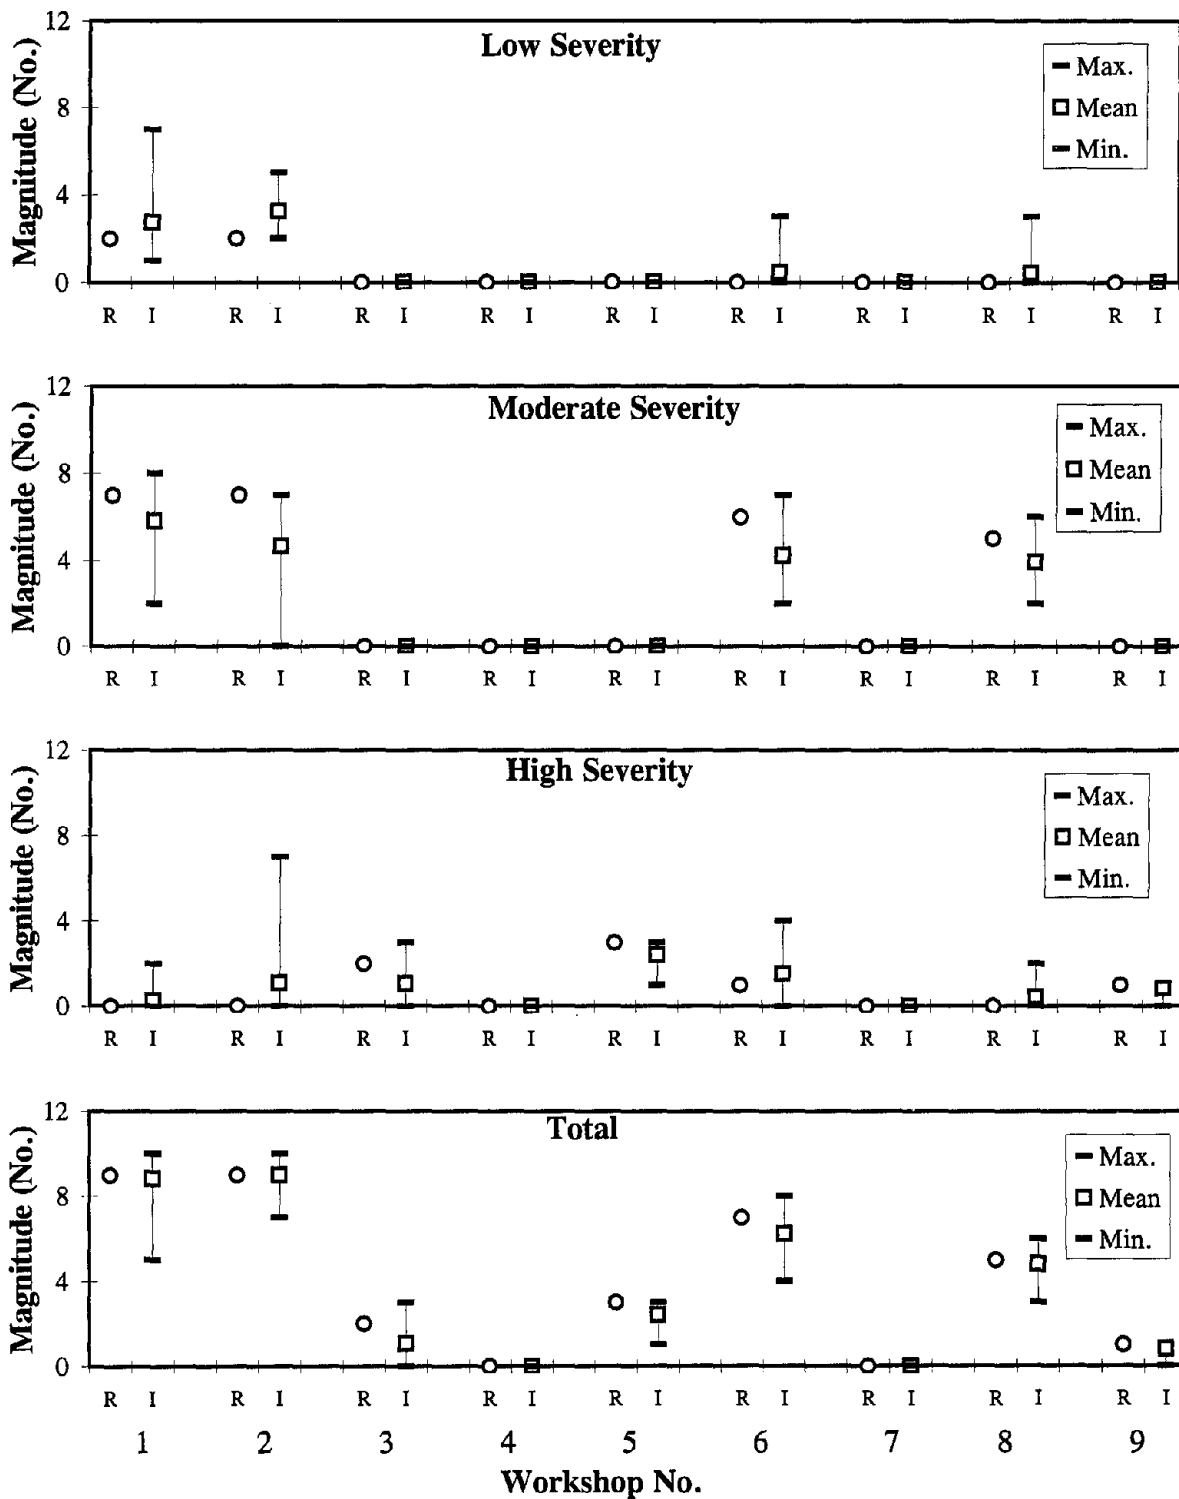 Low Severity
Magnitude (No.)
12
8
4
0
Max.
Mean
Min.
R I R I R I R I R I R I R I R I R I
Moderate Severity
Magnitude (No.)
12
8
4
0
Max.
Mean
Min.
R I R I R I R I R I R I R I R I R I
High Severity
Magnitude (No.)
12
8
4
0
Max.
Mean
Min.
R I R I R I R I R I R I R I R I R I
Total
Magnitude (No.)
12
8
4
0
Max.
Mean
Min.
R I R I R I R I R I R I R I R I R I
1 2 3 4 5 6 7 8 9
Workshop No.